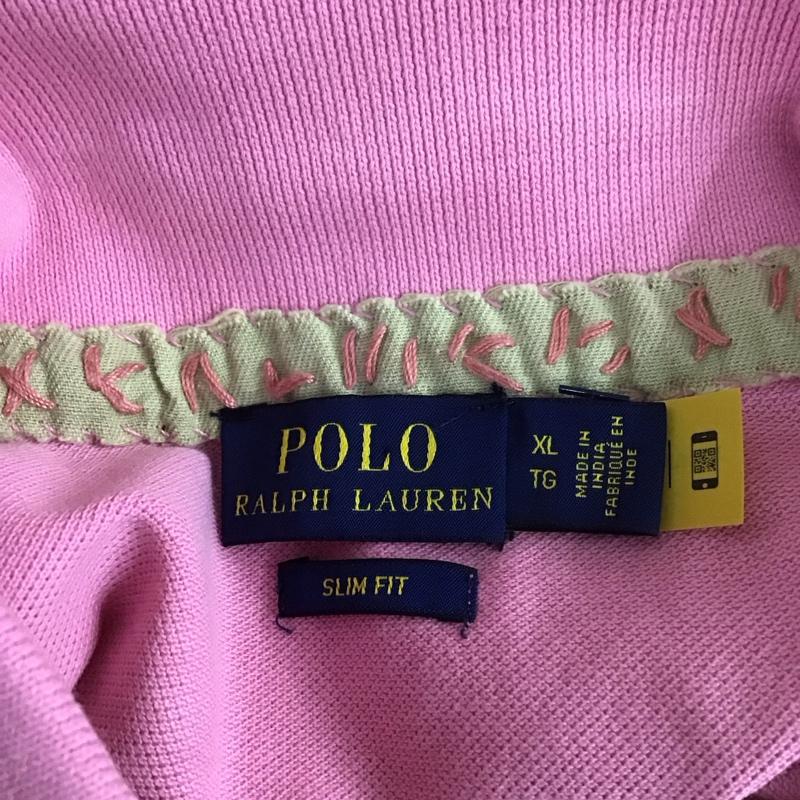 POLO
RALPH LAUREN
XL
TG
MADE IN
INDIA
FABRIQUÉ EN
INDE
SLIM FIT